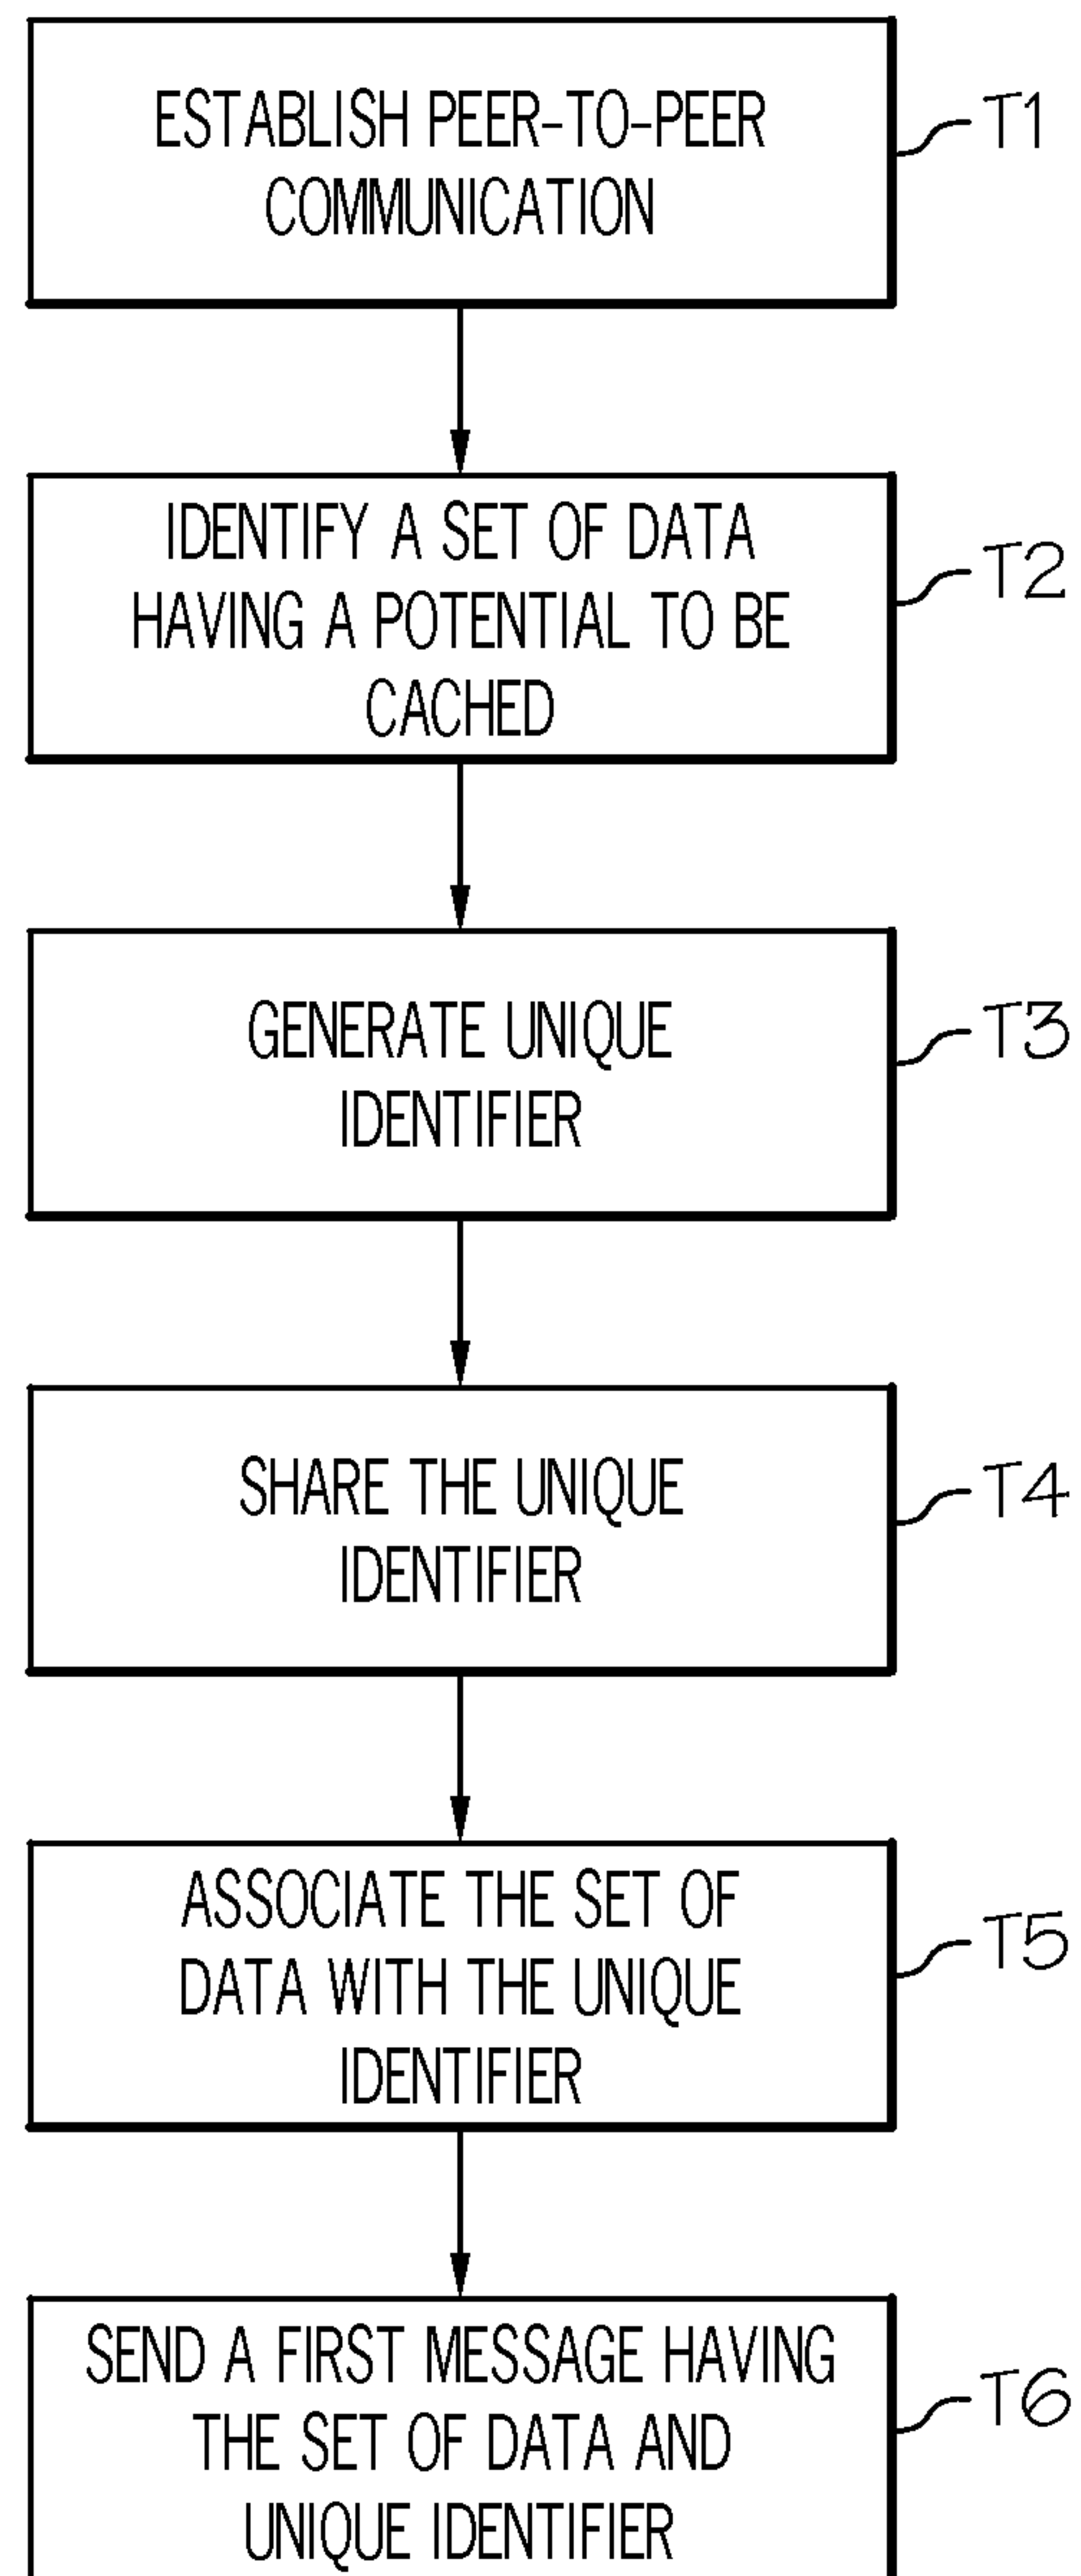 ESTABLISH PEER-TO-PEER
COMMUNICATION
T1
IDENTIFY A SET OF DATA
HAVING A POTENTIAL TO BE
CACHED
T2
GENERATE UNIQUE
IDENTIFIER
T3
SHARE THE UNIQUE
IDENTIFIER
T4
ASSOCIATE THE SET OF
DATA WITH THE UNIQUE
IDENTIFIER
T5
SEND A FIRST MESSAGE HAVING
THE SET OF DATA AND
UNIQUE IDENTIFIER
T6